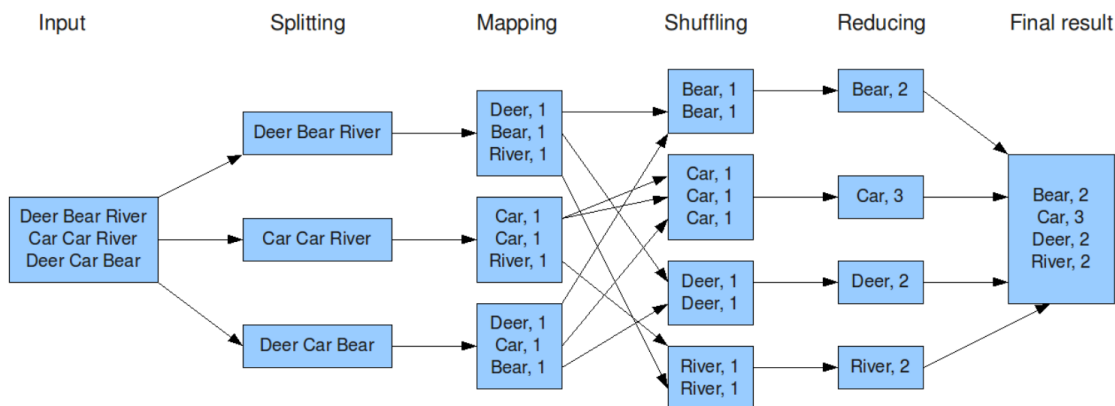 Input
Splitting
Mapping
Shuffling
Reducing
Final result
Deer Bear River
Car Car River
Deer Car Bear
Deer Bear River
Car Car River
Deer Car Bear
Deer, 1
Bear, 1
River, 1
Car, 1
Car, 1
River, 1
Deer, 1
Car, 1
Bear, 1
Bear, 1
Bear, 1
Car, 1
Car, 1
Car, 1
Deer, 1
Deer, 1
River, 1
River, 1
Bear, 2
Car, 3
Deer, 2
River, 2
Bear, 2
Car, 3
Deer, 2
River, 2